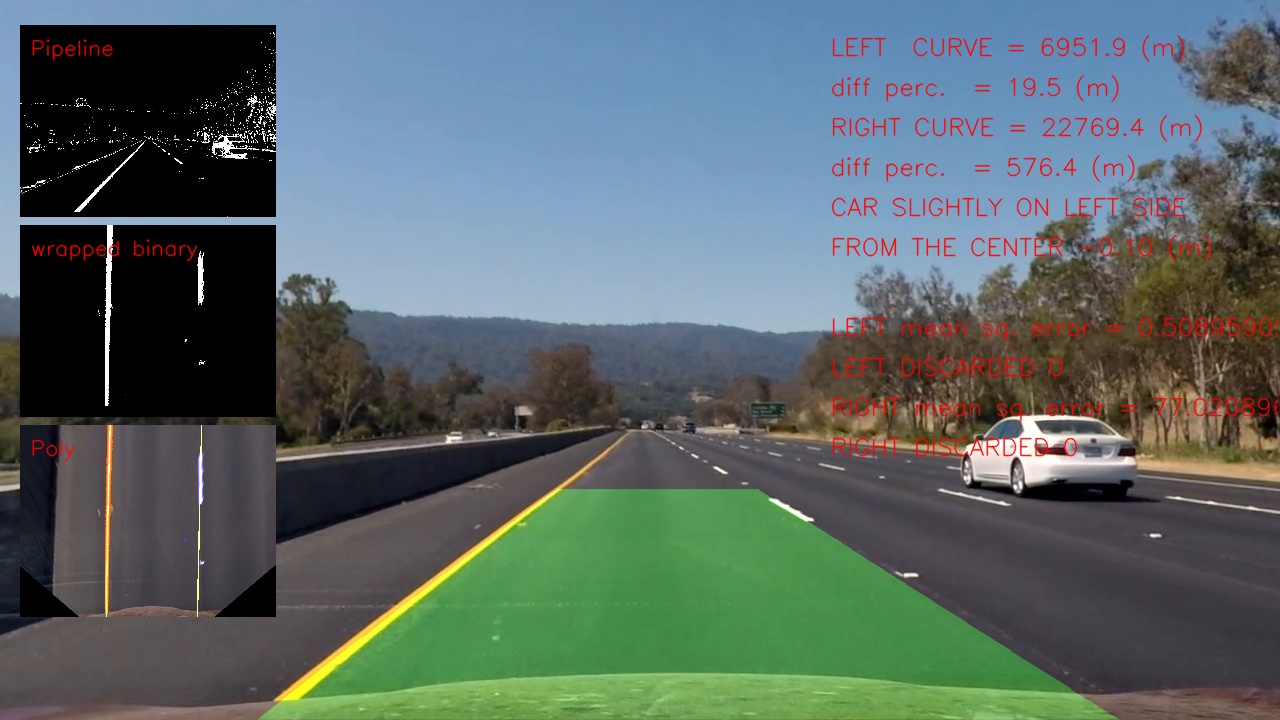 Pipeline
wrapped binary
Poly
LEFT CURVE = 6951.9 (m)
diff perc. = 19.5 (m)
RIGHT CURVE = 22769.4 (m)
diff perc. = 576.4 (m)
CAR SLIGHTLY ON LEFT SIDE
FROM THE CENTER -0.10 (m)
LEFT mean sq. error = 0.5089590
LEFT DISCARDED 0
RIGHT mean sq. error = 77.02089
RIGHT DISCARDED 0